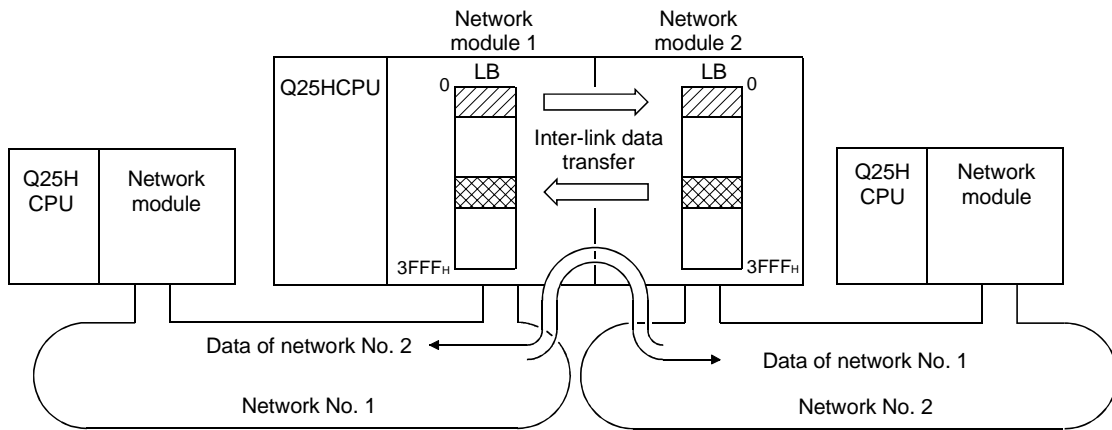 Network
module 1
Network
module 2
Q25HCPU
LB
LB
0
0
Inter-link data
transfer
Q25H
CPU
Network
module
Q25H
CPU
Network
module
3FFFH
3FFFH
Data of network No. 2
Data of network No. 1
Network No. 1
Network No. 2